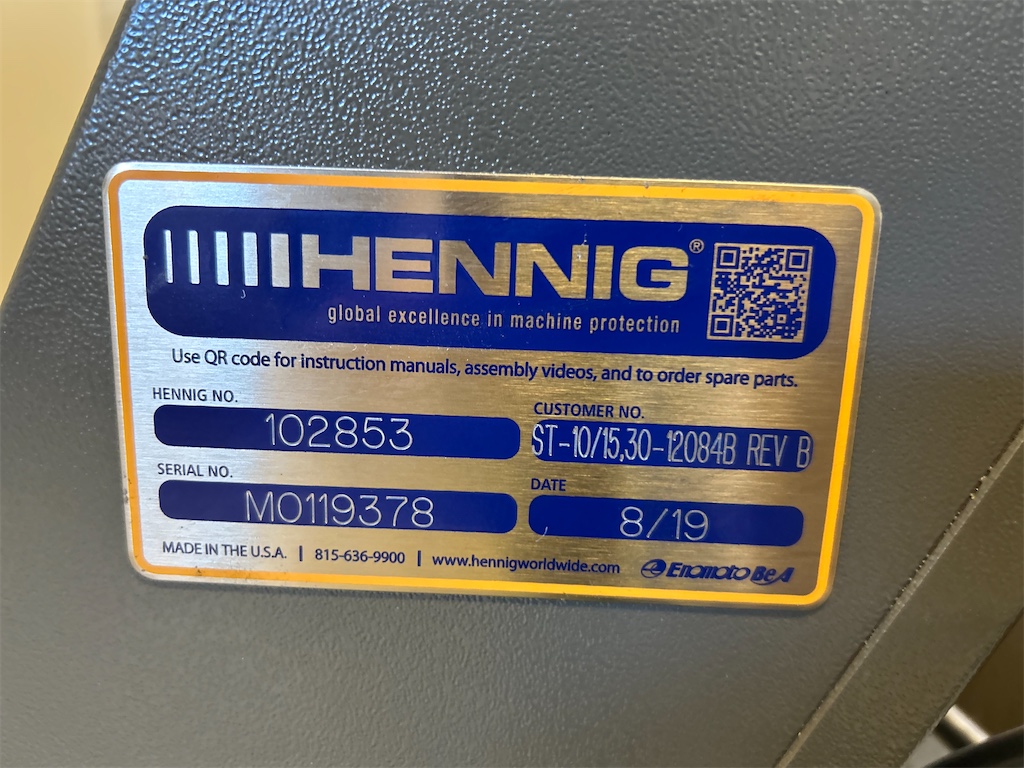 HENNIG®
global excellence in machine protection
Use QR code for instruction manuals, assembly videos, and to order spare parts.
HENNIG NO.
102853
CUSTOMER NO.
ST-10/15,30-12084B REV B
SERIAL NO.
M0119378
DATE
8/19
MADE IN THE U.S.A. | 815-636-9900 | www.hennigworldwide.com Enomoto BeA